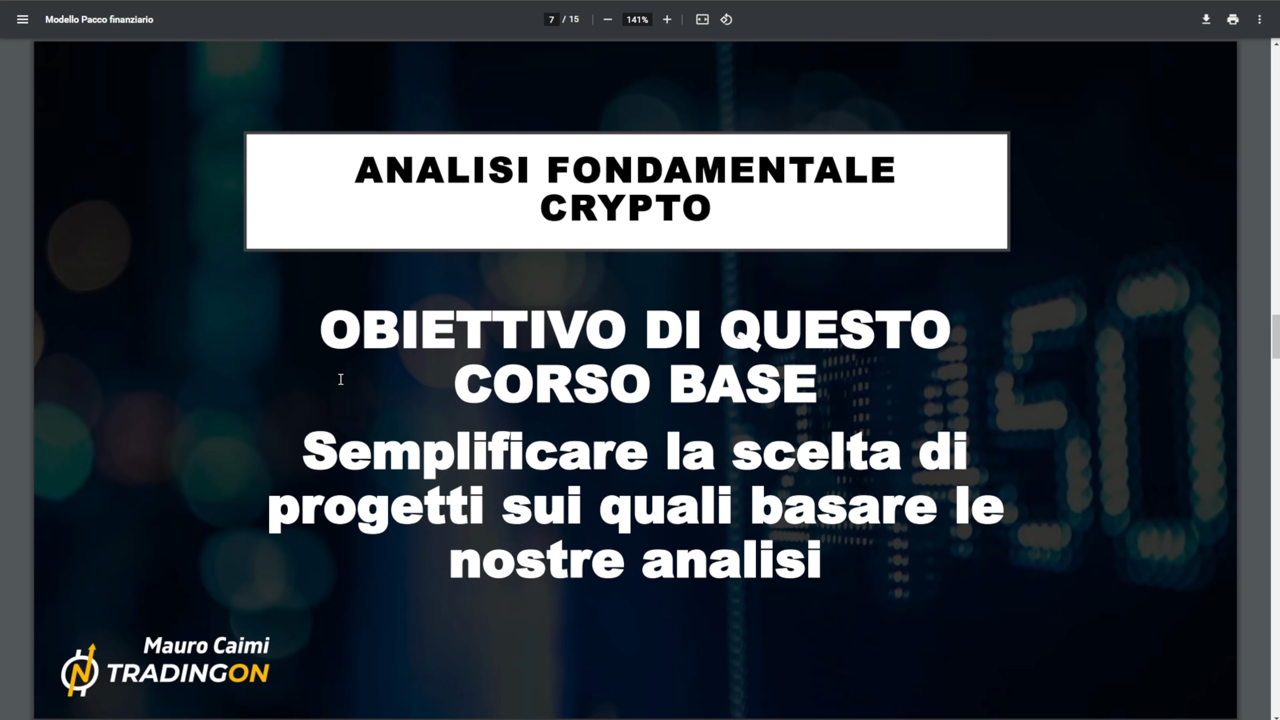 Modello Pacco finanziario
7 / 15
141%
ANALISI FONDAMENTALE
CRYPTO
OBIETTIVO DI QUESTO
CORSO BASE
Semplificare la scelta di
progetti sui quali basare le
nostre analisi
450
Mauro Caimi
TRADINGON